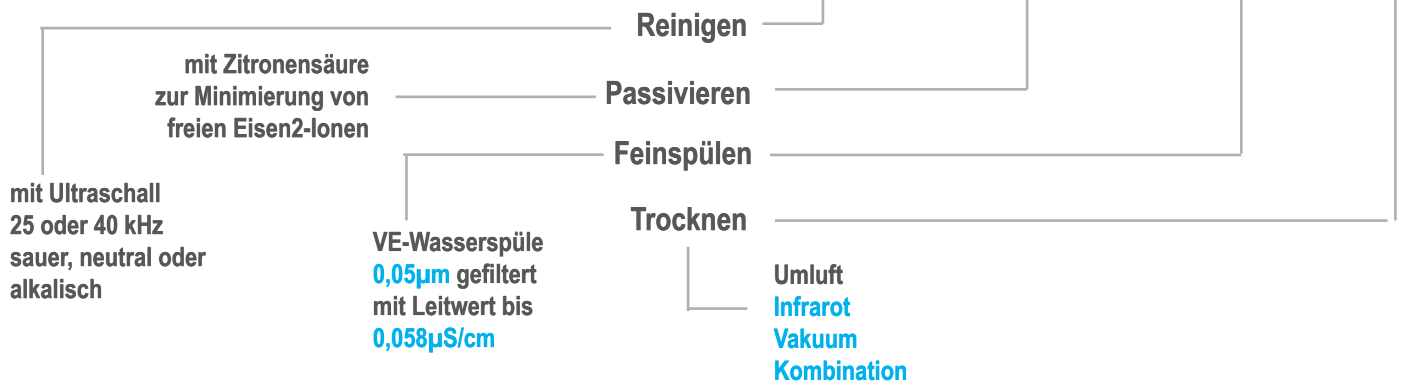 Reinigen
mit Zitronensäure
zur Minimierung von
freien Eisen2-Ionen
Passivieren
Feinspülen
mit Ultraschall
25 oder 40 kHz
sauer, neutral oder
alkalisch
Trocknen
VE-Wasserspüle
0,05µm gefiltert
mit Leitwert bis
0,058µS/cm
Umluft
Infrarot
Vakuum
Kombination